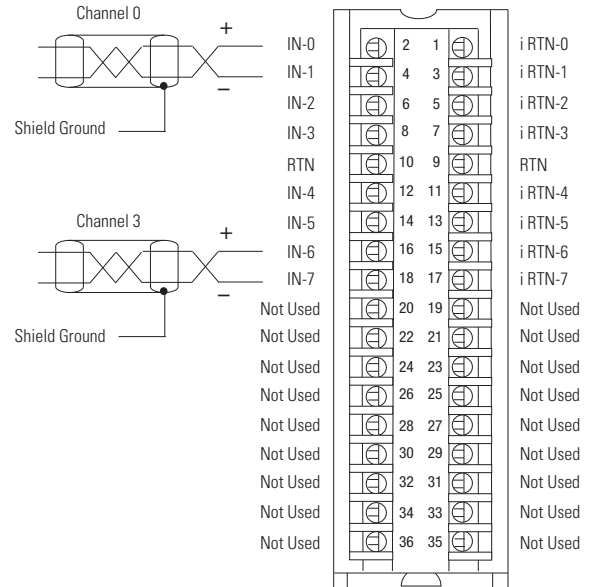 Channel 0
+
IN-0 2 1 i RTN-0
IN-1 4 3 i RTN-1
–
IN-2 6 5 i RTN-2
Shield Ground IN-3 8 7 i RTN-3
RTN 10 9 RTN
IN-4 12 11 i RTN-4
Channel 3
+
IN-5 14 13 i RTN-5
IN-6 16 15 i RTN-6
IN-7 18 17 i RTN-7
–
Not Used 20 19 Not Used
Shield Ground Not Used 22 21 Not Used
Not Used 24 23 Not Used
Not Used 26 25 Not Used
Not Used 28 27 Not Used
Not Used 30 29 Not Used
Not Used 32 31 Not Used
Not Used 34 33 Not Used
Not Used 36 35 Not Used